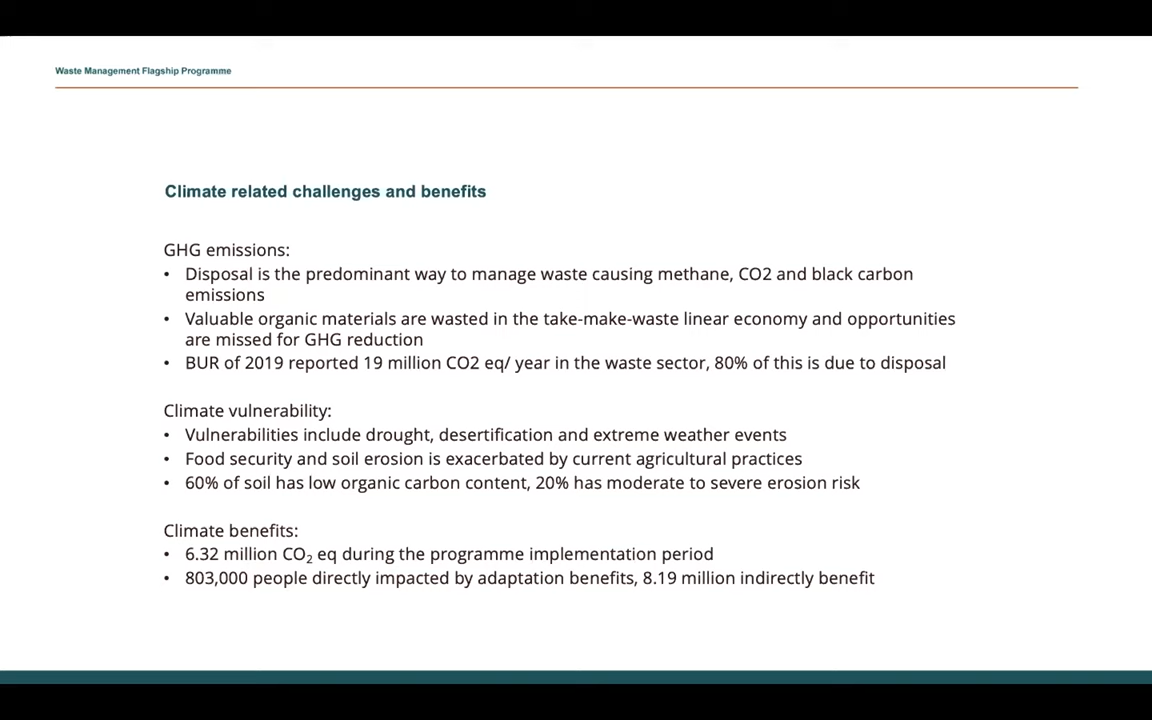 Waste Management Flagship Programme
Climate related challenges and benefits
GHG emissions:
• Disposal is the predominant way to manage waste causing methane, CO2 and black carbon
emissions
• Valuable organic materials are wasted in the take-make-waste linear economy and opportunities
are missed for GHG reduction
• BUR of 2019 reported 19 million CO2 eq/ year in the waste sector, 80% of this is due to disposal
Climate vulnerability:
• Vulnerabilities include drought, desertification and extreme weather events
• Food security and soil erosion is exacerbated by current agricultural practices
• 60% of soil has low organic carbon content, 20% has moderate to severe erosion risk
Climate benefits:
• 6.32 million CO₂ eq during the programme implementation period
• 803,000 people directly impacted by adaptation benefits, 8.19 million indirectly benefit